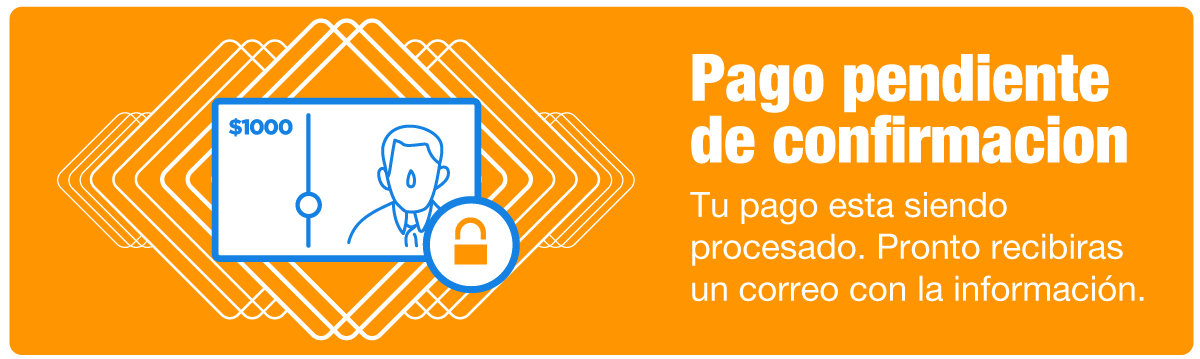 $1000
Pago pendiente
de confirmacion
Tu pago esta siendo
procesado. Pronto recibiras
un correo con la información.